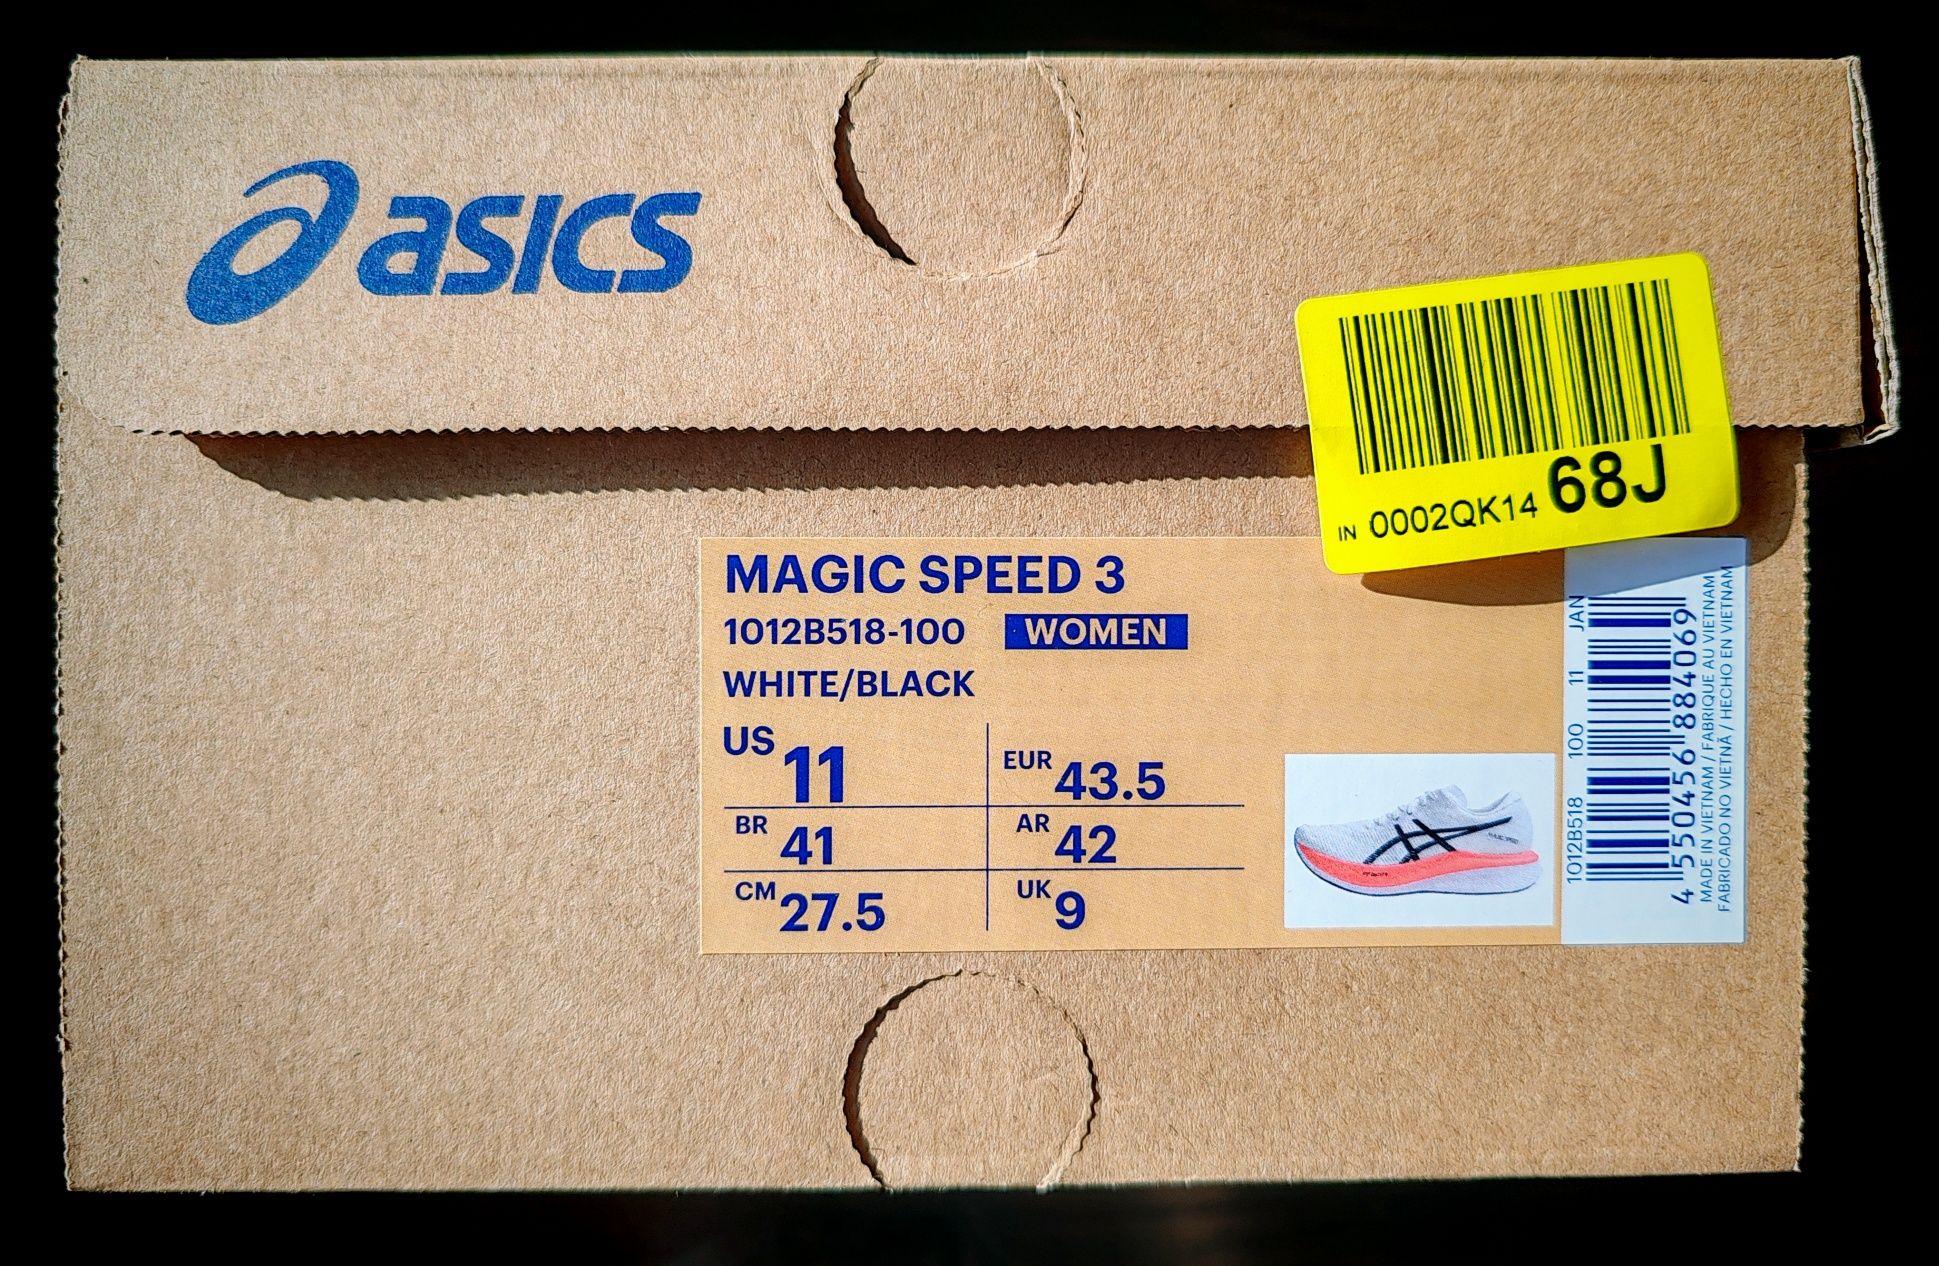 asics
IN 0002QK14 68J
MAGIC SPEED 3
1012B518-100 WOMEN
WHITE/BLACK
US 11 EUR 43.5
BR 41 AR 42
CM 27.5 UK 9
1012B518 100 11 JAN
4 550456 884069
MADE IN VIETNAM / FABRIQUE AU VIETNAM
FABRICADO NO VIETNÃ / HECHO EN VIETNAM